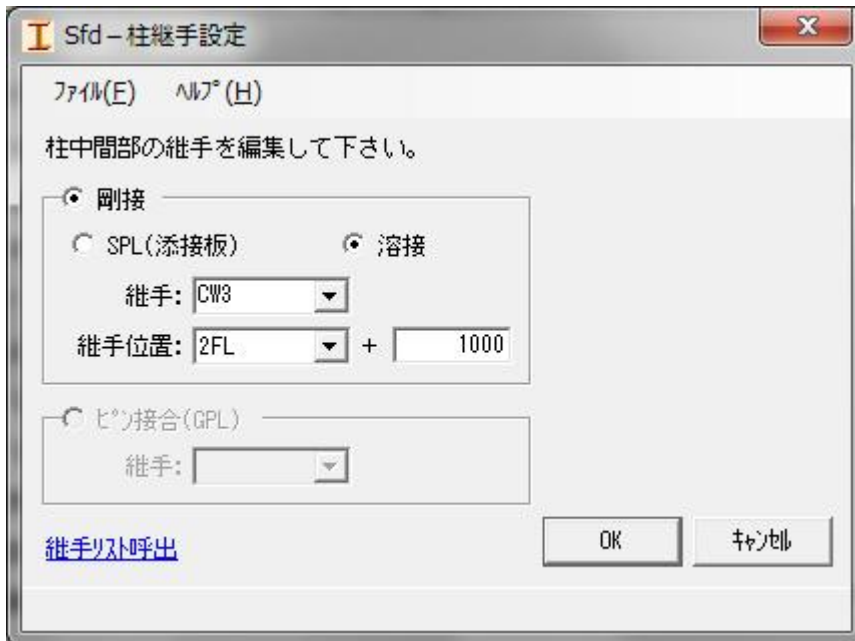 Sfd－柱継手設定
ﾌｧｲﾙ(F) ﾍﾙﾌﾟ(H)
柱中間部の継手を編集して下さい。
剛接
SPL(添接板) 溶接
継手: CW3
継手位置: 2FL + 1000
ﾋﾟﾝ接合(GPL)
継手:
継手ﾘｽﾄ呼出
OK ｷｬﾝｾﾙ